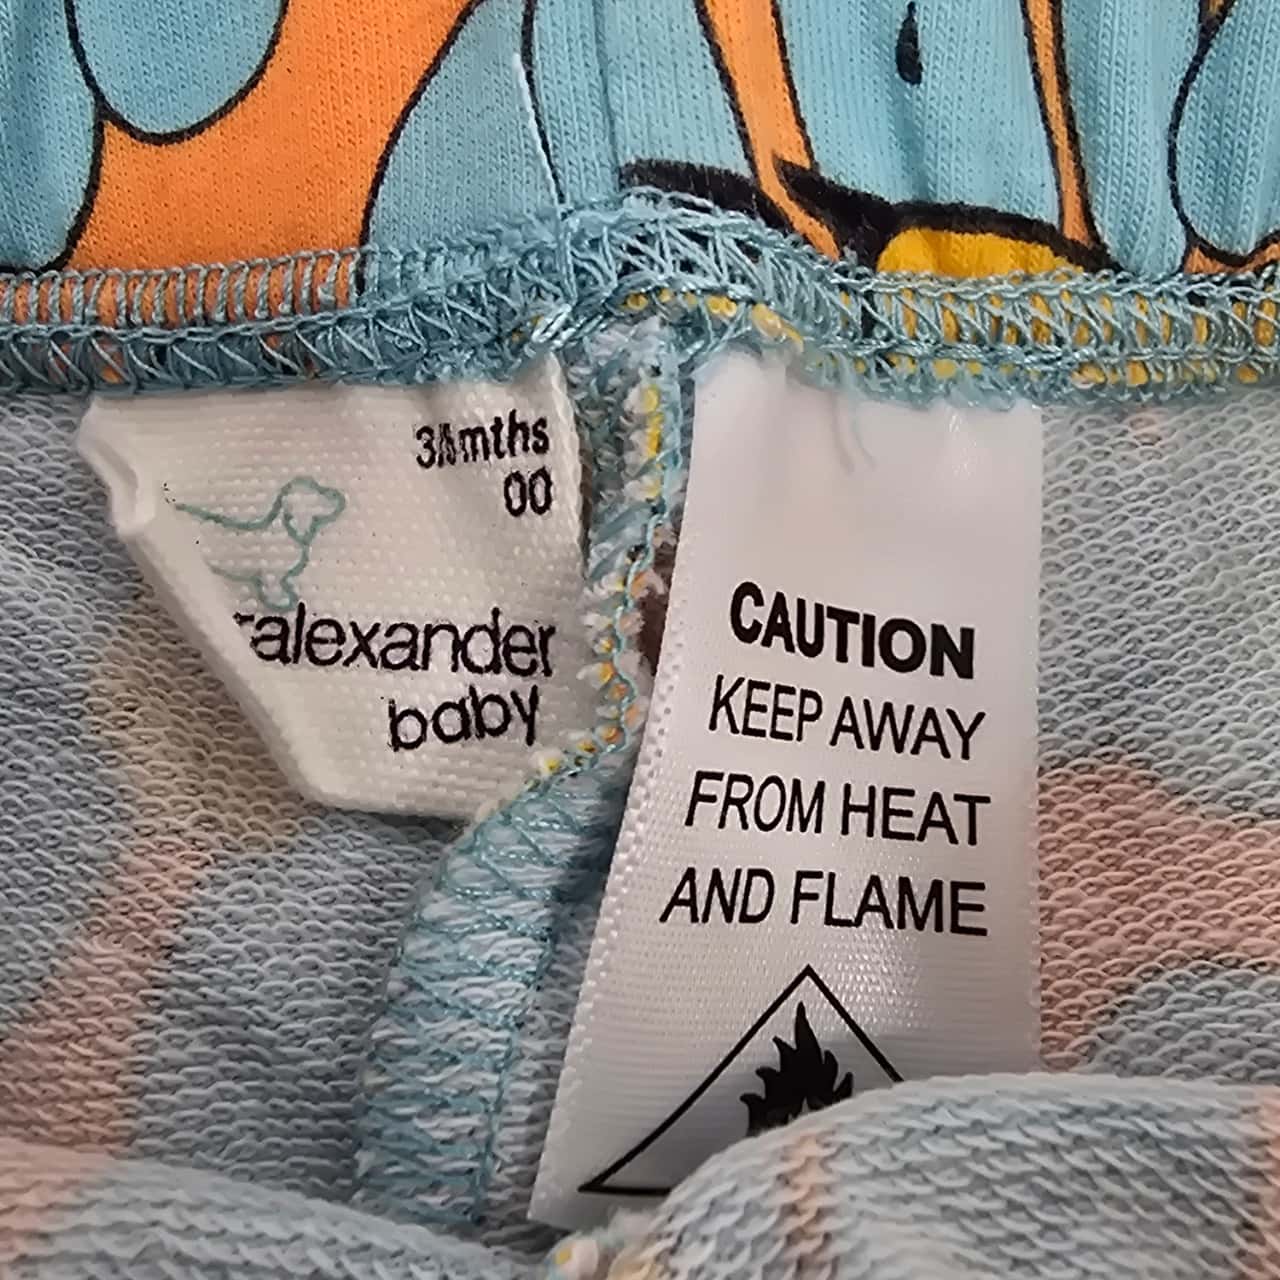 3/6mths
00
alexander
baby
CAUTION
KEEP AWAY
FROM HEAT
AND FLAME